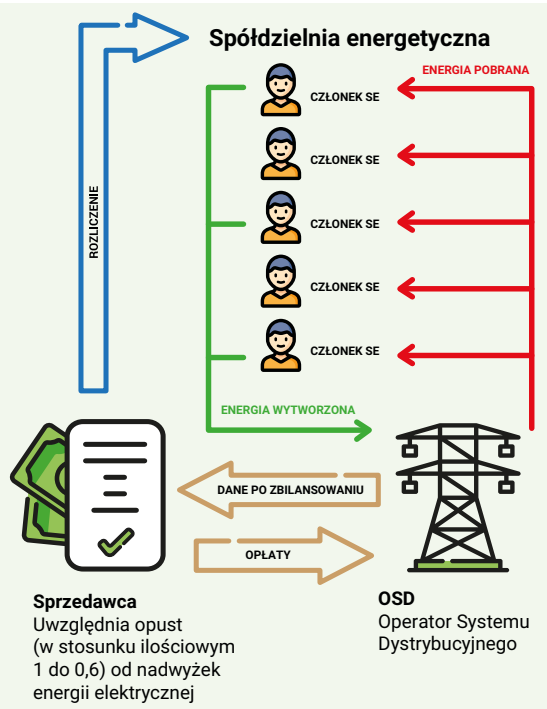 Spółdzielnia energetyczna
ENERGIA POBRANA
CZŁONEK SE
CZŁONEK SE
CZŁONEK SE
CZŁONEK SE
CZŁONEK SE
ROZLICZENIE
ENERGIA WYTWORZONA
DANE PO ZBILANSOWANIU
OPŁATY
Sprzedawca
Uwzględnia opust
(w stosunku ilościowym
1 do 0,6) od nadwyżek
energii elektrycznej
OSD
Operator Systemu
Dystrybucyjnego